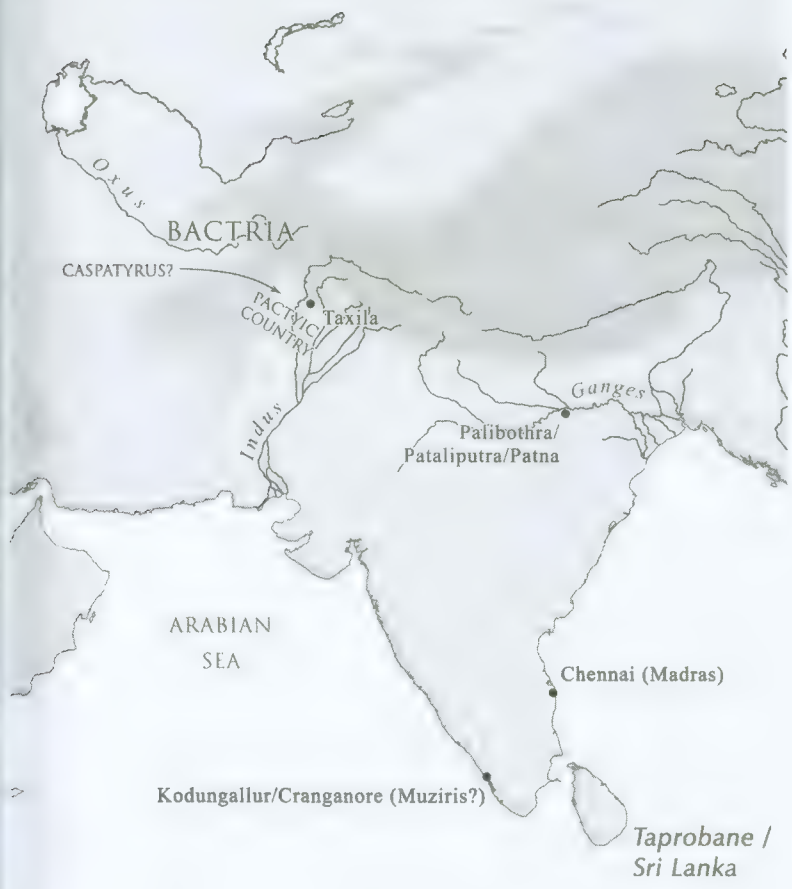 Oxus
BACTRIA
CASPATYRUS?
PACTYIC
COUNTRY
Taxila
Indus
Ganges
Palibothra/
Pataliputra/Patna
ARABIAN
SEA
Chennai (Madras)
Kodungallur/Cranganore (Muziris?)
Taprobane /
Sri Lanka